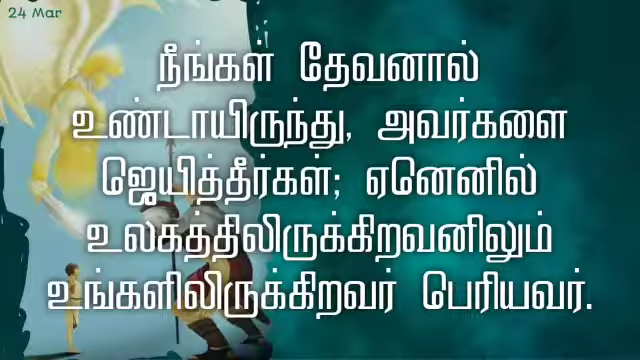 24 Mar
நீங்கள் தேவனால்
உண்டாயிருந்து, அவர்களை
ஜெயித்தீர்கள்; ஏனெனில்
உலகத்திலிருக்கிறவனிலும்
உங்களிலிருக்கிறவர் பெரியவர்.